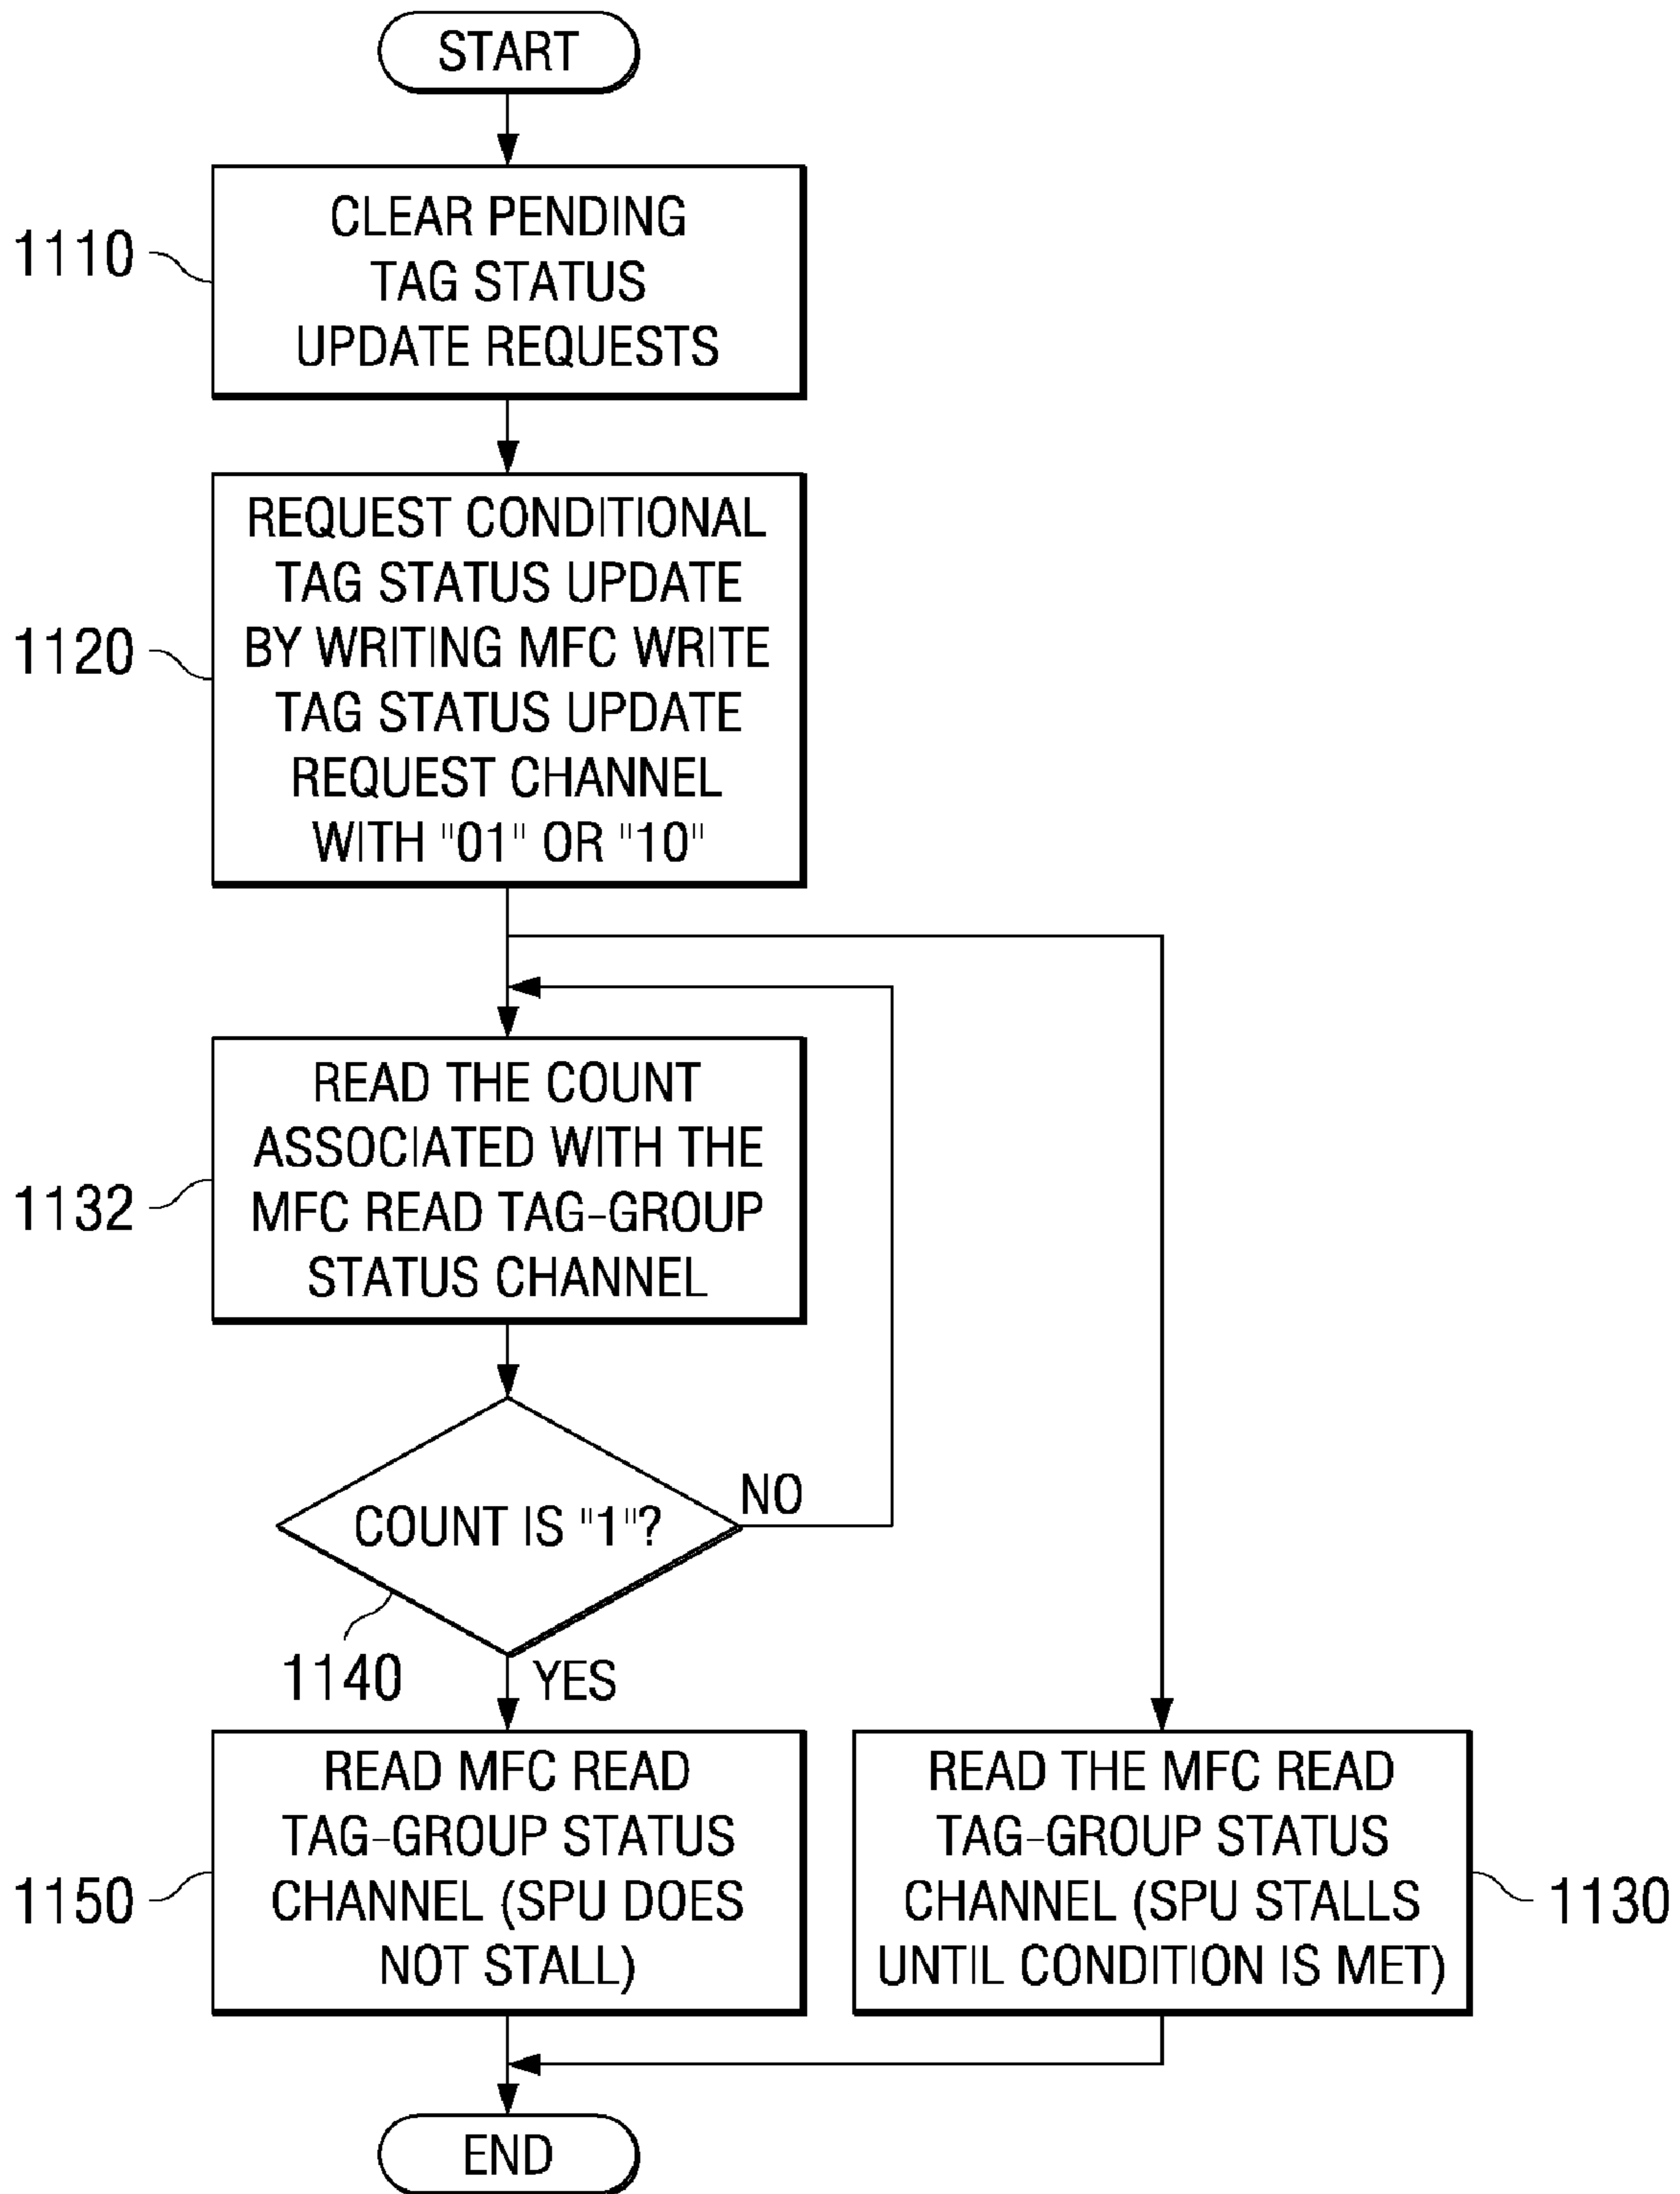 START
1110
CLEAR PENDING
TAG STATUS
UPDATE REQUESTS
1120
REQUEST CONDITIONAL
TAG STATUS UPDATE
BY WRITING MFC WRITE
TAG STATUS UPDATE
REQUEST CHANNEL
WITH "01" OR "10"
1132
READ THE COUNT
ASSOCIATED WITH THE
MFC READ TAG-GROUP
STATUS CHANNEL
COUNT IS "1"?
NO
1140
YES
1150
READ MFC READ
TAG-GROUP STATUS
CHANNEL (SPU DOES
NOT STALL)
READ THE MFC READ
TAG-GROUP STATUS
CHANNEL (SPU STALLS
UNTIL CONDITION IS MET)
1130
END